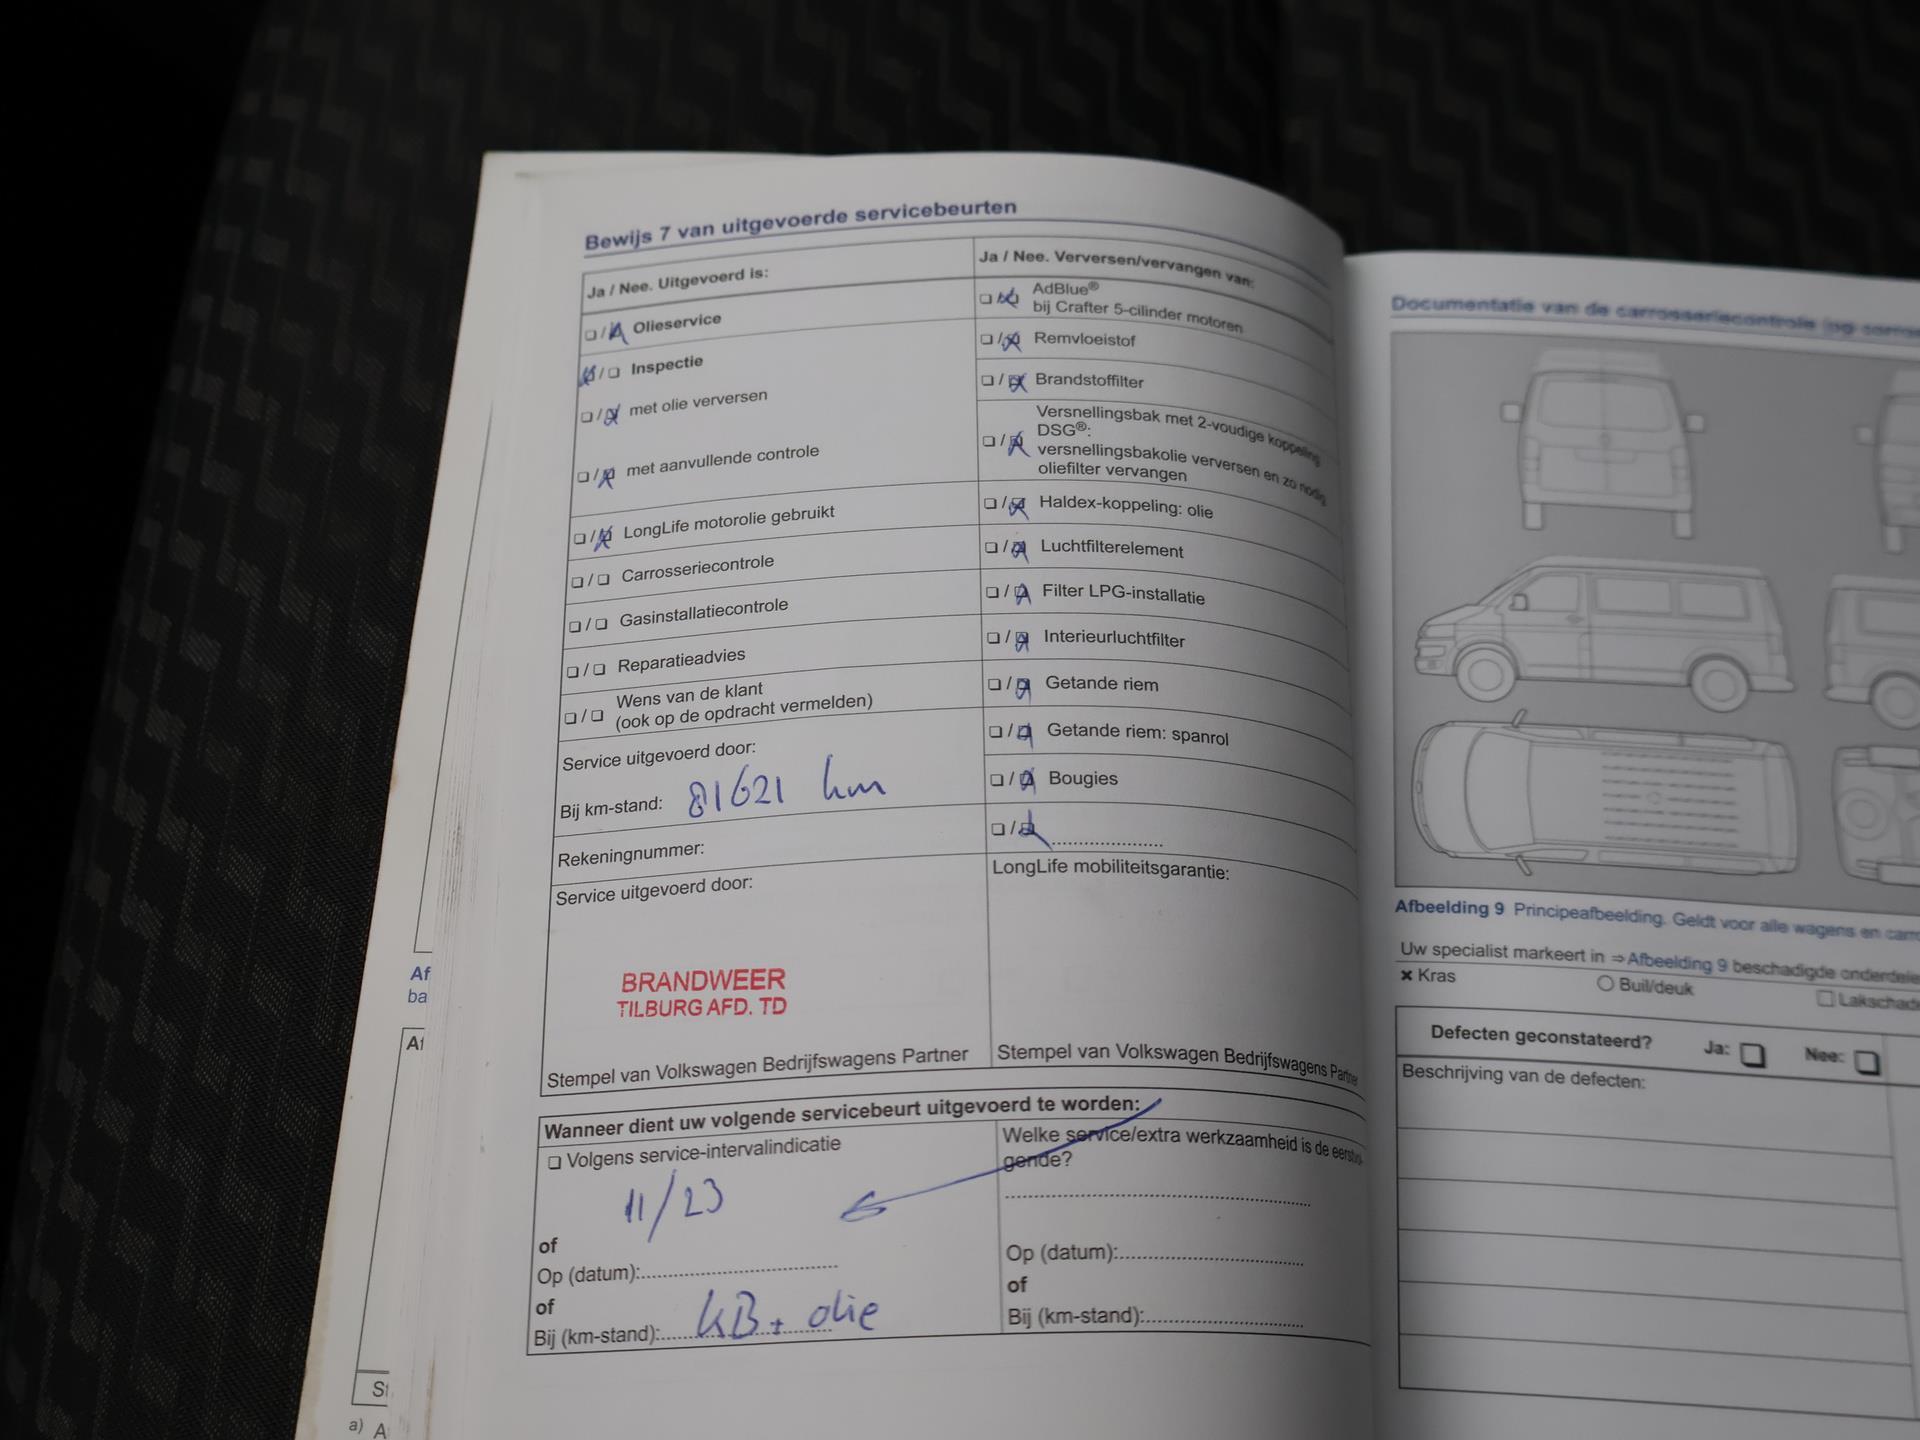 Bewijs 7 van uitgevoerde servicebeurten
Ja / Nee. Uitgevoerd is:
Olieservice
Inspectie
met olie verversen
met aanvullende controle
LongLife motorolie gebruikt
Carrosseriecontrole
Gasinstallatiecontrole
Reparatieadvies
Wens van de klant
(ook op de opdracht vermelden)
Service uitgevoerd door:
Bij km-stand: 81621 km
Rekeningnummer:
Service uitgevoerd door:
BRANDWEER
TILBURG AFD. TD
Stempel van Volkswagen Bedrijfswagens Partner
Ja / Nee. Verversen/vervangen van:
AdBlue®
bij Crafter 5-cilinder motoren
Remvloeistof
Brandstoffilter
Versnellingsbak met 2-voudige koppeling
DSG®:
versnellingsbakolie verversen en zo nodig
oliefilter vervangen
Haldex-koppeling: olie
Luchtfilterelement
Filter LPG-installatie
Interieurluchtfilter
Getande riem
Getande riem: spanrol
Bougies
LongLife mobiliteitsgarantie:
Stempel van Volkswagen Bedrijfswagens Partner
Wanneer dient uw volgende servicebeurt uitgevoerd te worden:
Volgens service-intervalindicatie
11/23
of
Op (datum):
of
Bij (km-stand): KB + olie
Welke service/extra werkzaamheid is de eerstvol-
gende?
Op (datum):
of
Bij (km-stand):
Af
ba
Af
St
a) A
Documentatie van de carrosseriecontrole
Afbeelding 9 Principeafbeelding. Geldt voor alle wagens en
Uw specialist markeert in ⇒Afbeelding 9 beschadigde
Kras
Buil/deuk
Defecten geconstateerd? Ja: Nee:
Beschrijving van de defecten: